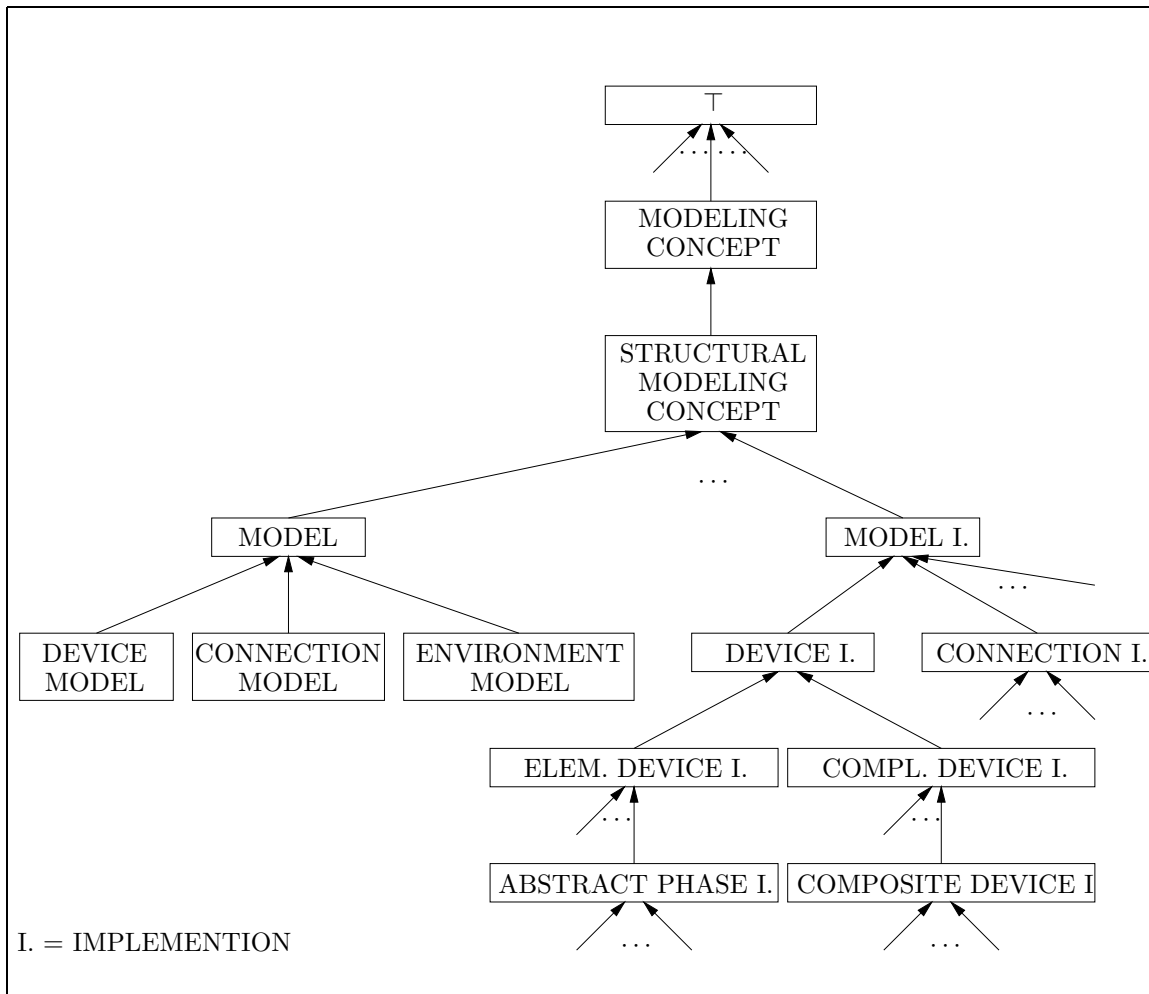 ⊤
... ...
MODELING
CONCEPT
STRUCTURAL
MODELING
CONCEPT
...
MODEL
MODEL I.
...
DEVICE
MODEL
CONNECTION
MODEL
ENVIRONMENT
MODEL
DEVICE I.
CONNECTION I.
...
ELEM. DEVICE I.
COMPL. DEVICE I.
...
...
ABSTRACT PHASE I.
COMPOSITE DEVICE I
...
...
I. = IMPLEMENTION